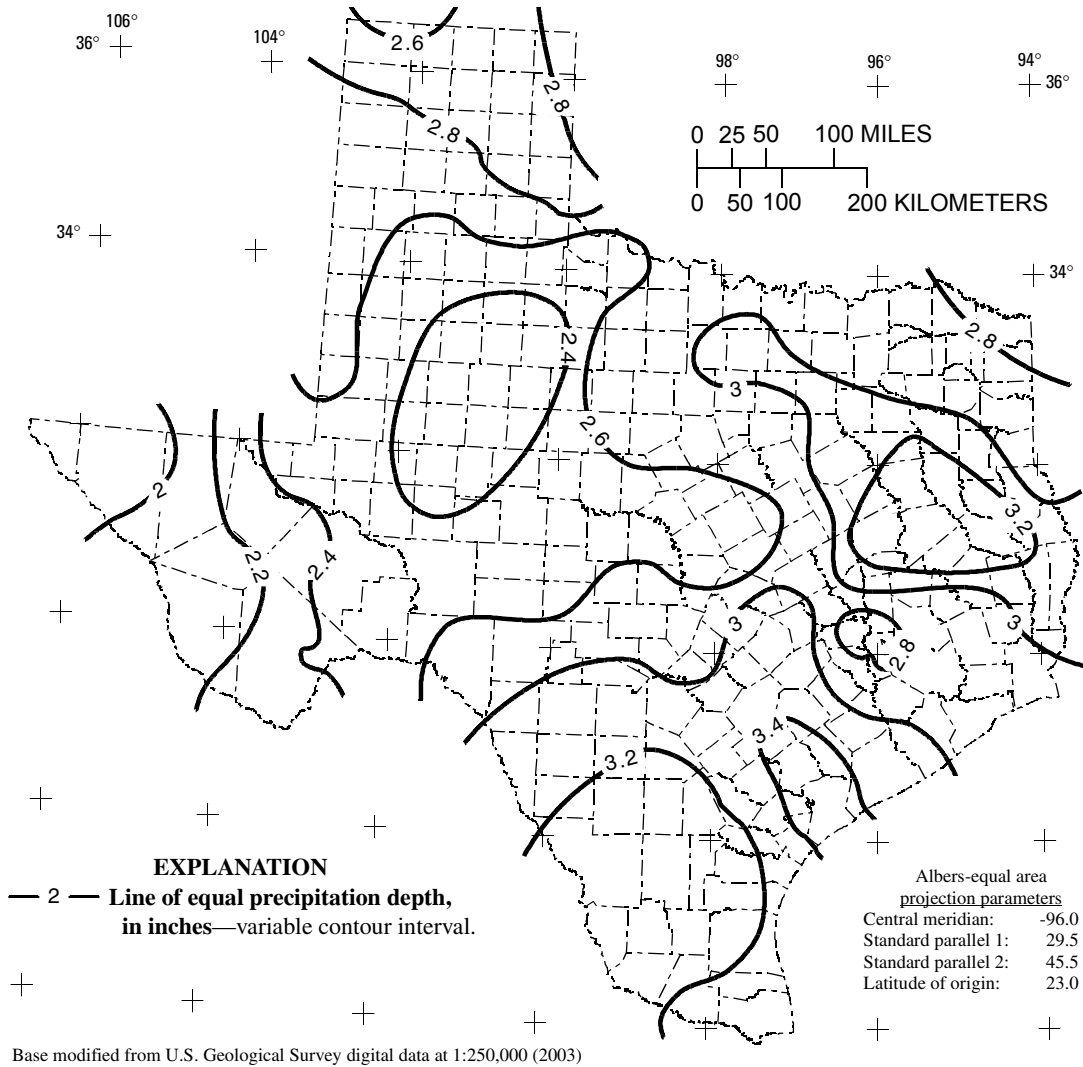 106°
36°
104°
2.6
2.8
2.8
98°
96°
94°
36°
0 25 50 100 MILES
0 50 100 200 KILOMETERS
34°
34°
2.8
2.4
3
2.6
2
3.2
2.2
2.4
3
3
2.8
3.4
3.2
EXPLANATION
2 Line of equal precipitation depth,
in inches—variable contour interval.
Albers-equal area
projection parameters
Central meridian: -96.0
Standard parallel 1: 29.5
Standard parallel 2: 45.5
Latitude of origin: 23.0
Base modified from U.S. Geological Survey digital data at 1:250,000 (2003)